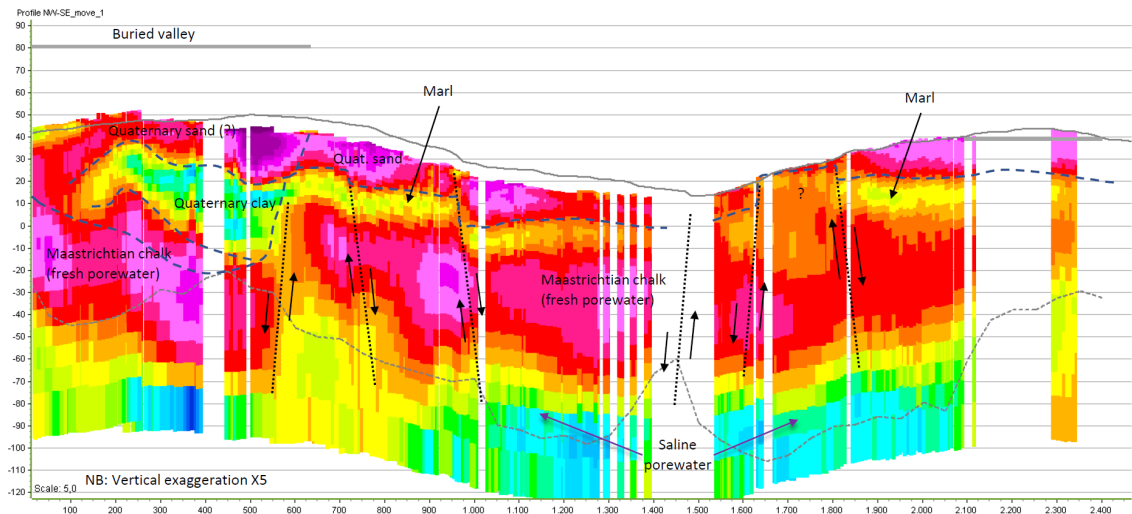 Profile NW-SE_move_1
90
80
70
60
50
40
30
20
10
0
-10
-20
-30
-40
-50
-60
-70
-80
-90
-100
-110
-120
Buried valley
Marl
Marl
Quaternary sand (?)
Quat. sand
?
Quaternary clay
Maastrichtian chalk
(fresh porewater)
Maastrichtian chalk
(fresh porewater)
Saline
porewater
NB: Vertical exaggeration X5
Scale: 5,0
100 200 300 400 500 600 700 800 900 1.000 1.100 1.200 1.300 1.400 1.500 1.600 1.700 1.800 1.900 2.000 2.100 2.200 2.300 2.400